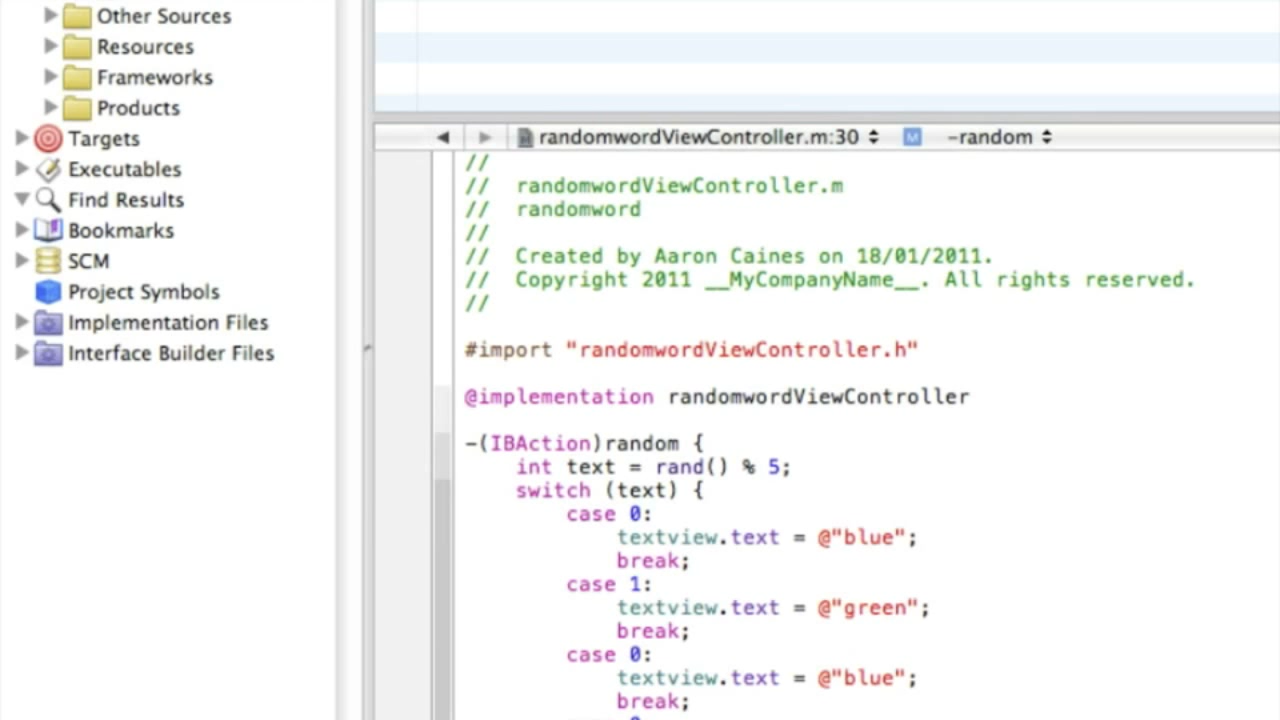 Other Sources
Resources
Frameworks
Products
Targets
Executables
Find Results
Bookmarks
SCM
Project Symbols
Implementation Files
Interface Builder Files
randomwordViewController.m:30 -random
//
// randomwordViewController.m
// randomword
//
// Created by Aaron Caines on 18/01/2011.
// Copyright 2011 __MyCompanyName__. All rights reserved.
//
#import "randomwordViewController.h"
@implementation randomwordViewController
-(IBAction)random {
int text = rand() % 5;
switch (text) {
case 0:
textview.text = @"blue";
break;
case 1:
textview.text = @"green";
break;
case 0:
textview.text = @"blue";
break;